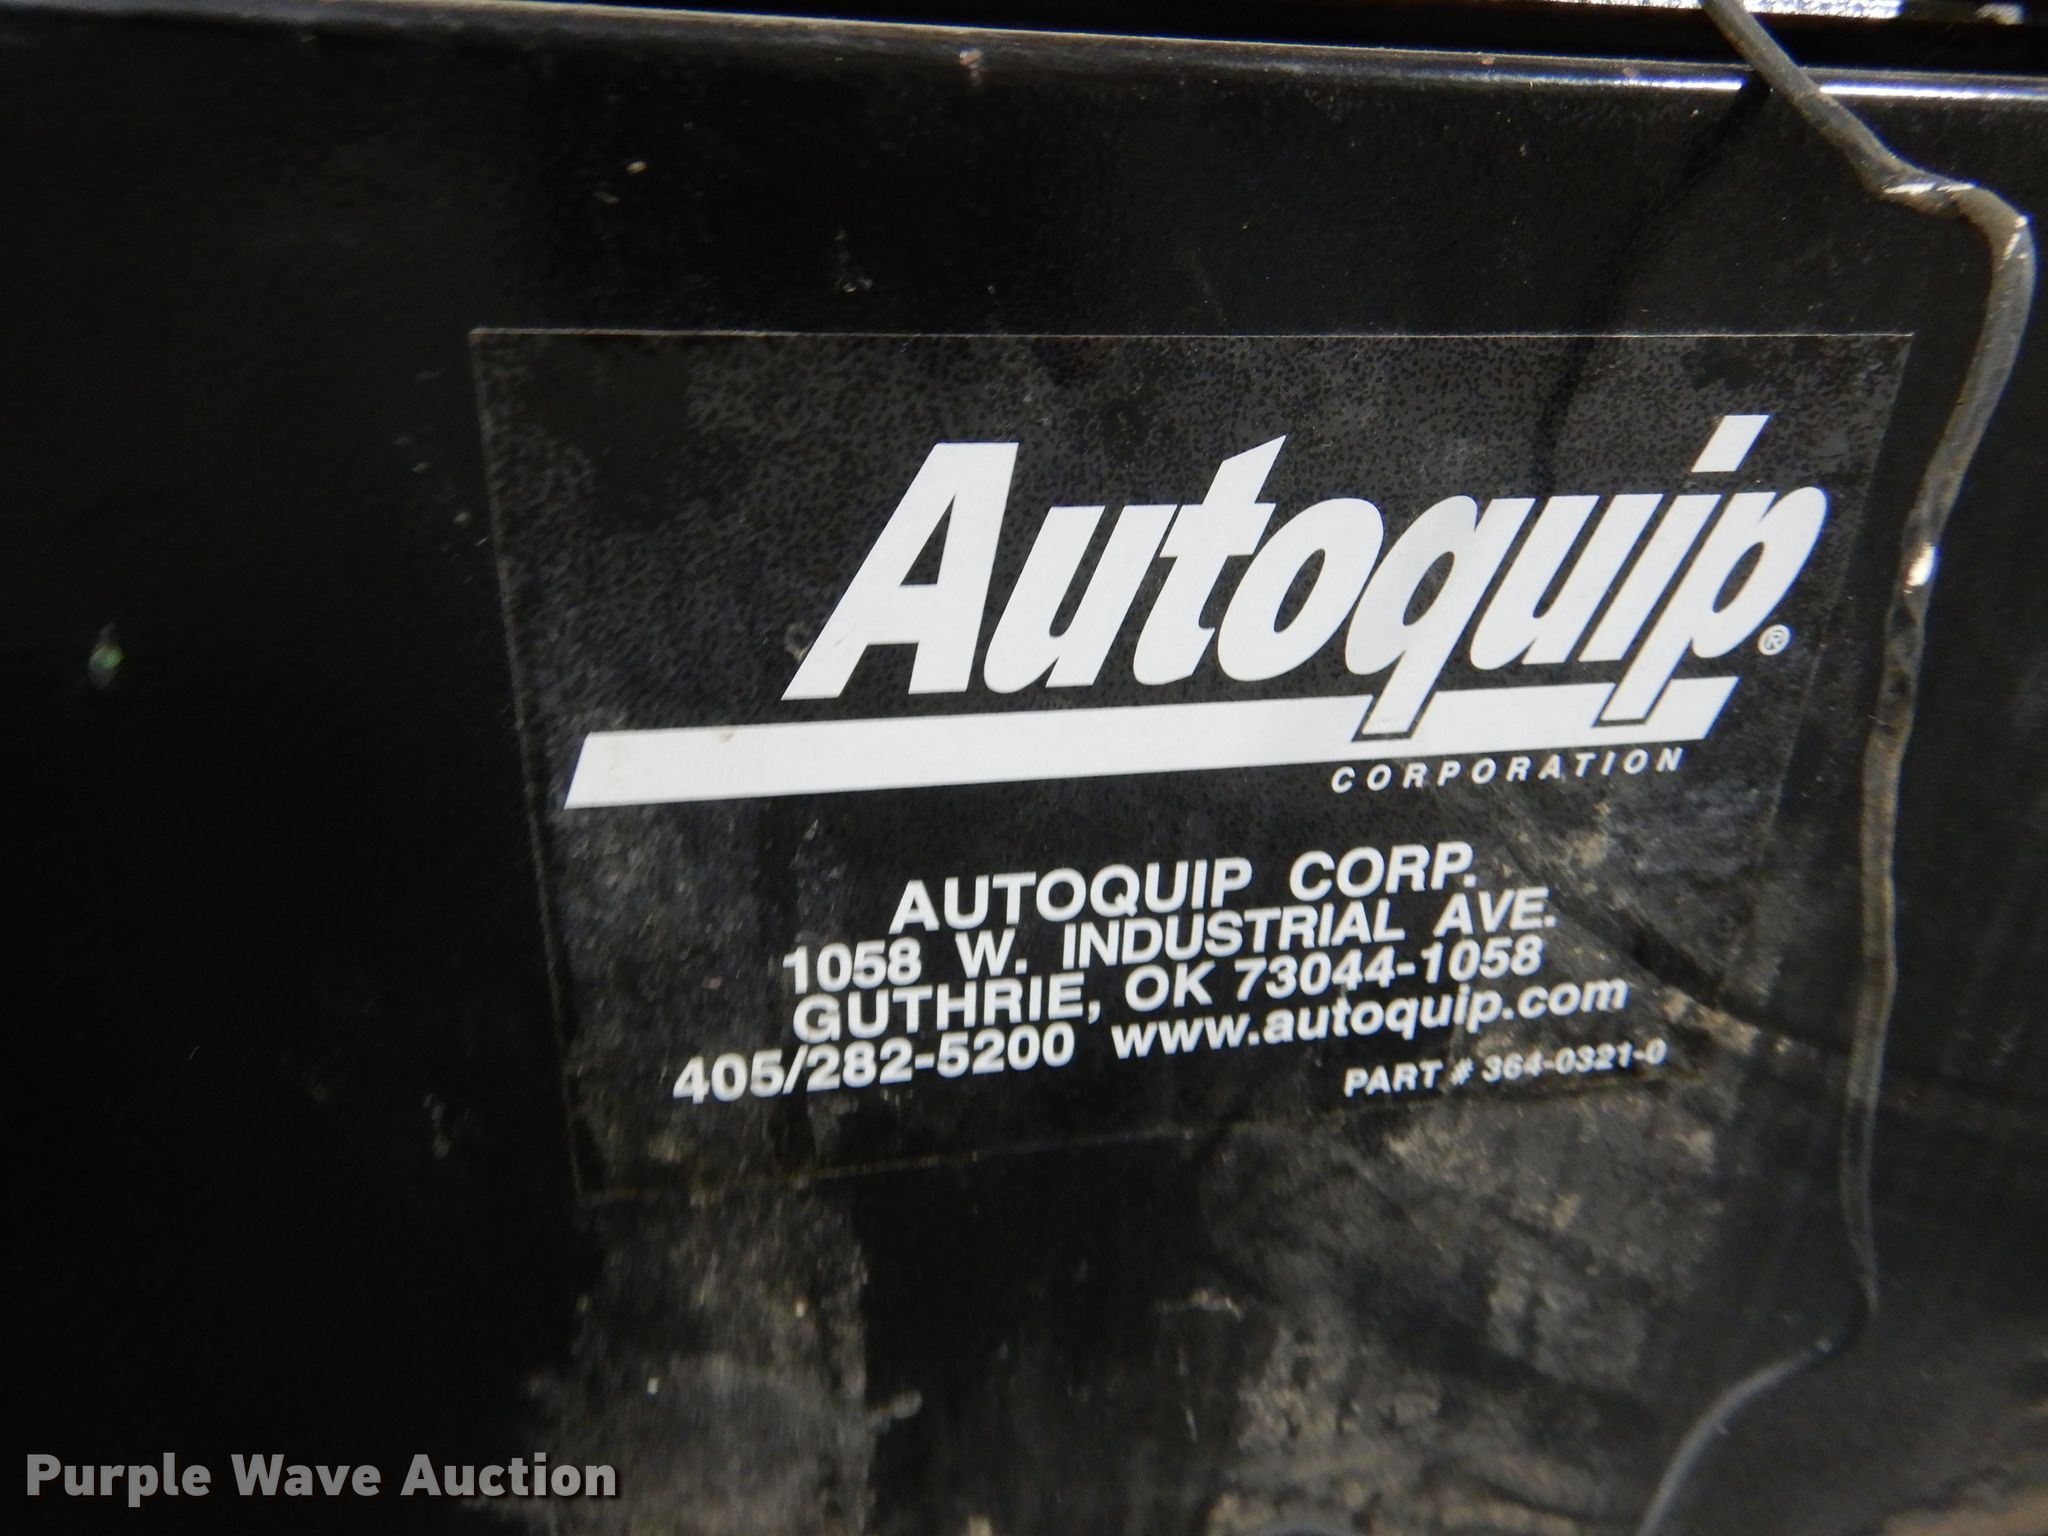 Autoquip®
CORPORATION
AUTOQUIP CORP.
1058 W. INDUSTRIAL AVE.
GUTHRIE, OK 73044-1058
405/282-5200 www.autoquip.com
PART # 364-0321-0
Purple Wave Auction